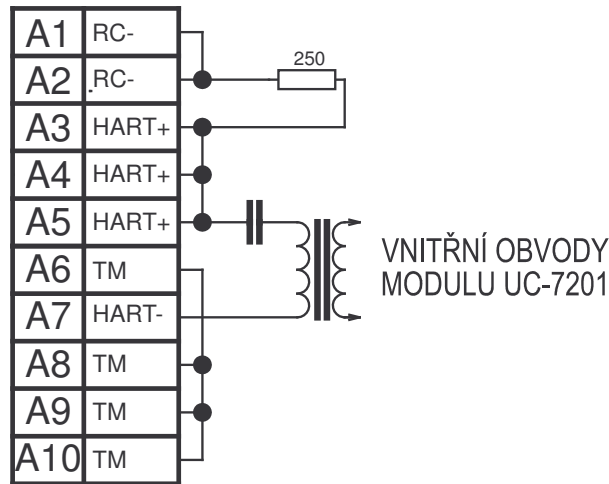 A1 RC-
A2 .RC-
250
A3 HART+
A4 HART+
A5 HART+
A6 TM
VNITŘNÍ OBVODY
MODULU UC-7201
A7 HART-
A8 TM
A9 TM
A10 TM